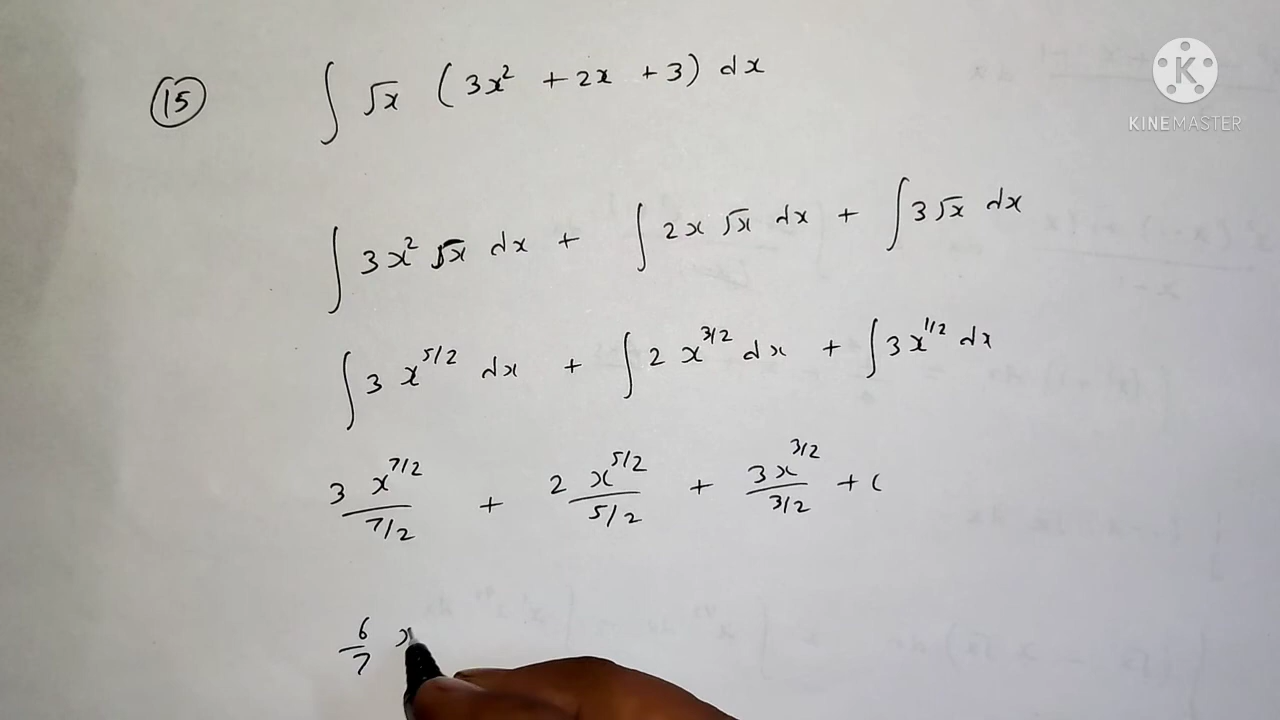 (15) ∫ √x (3x² + 2x + 3) dx
KINEMASTER
∫ 3x² √x dx + ∫ 2x √x dx + ∫ 3√x dx
∫ 3 x^5/2 dx + ∫ 2 x^3/2 dx + ∫ 3x^1/2 dx
3 x^7/2 / 7/2 + 2 x^5/2 / 5/2 + 3x^3/2 / 3/2 + C
6/7 x